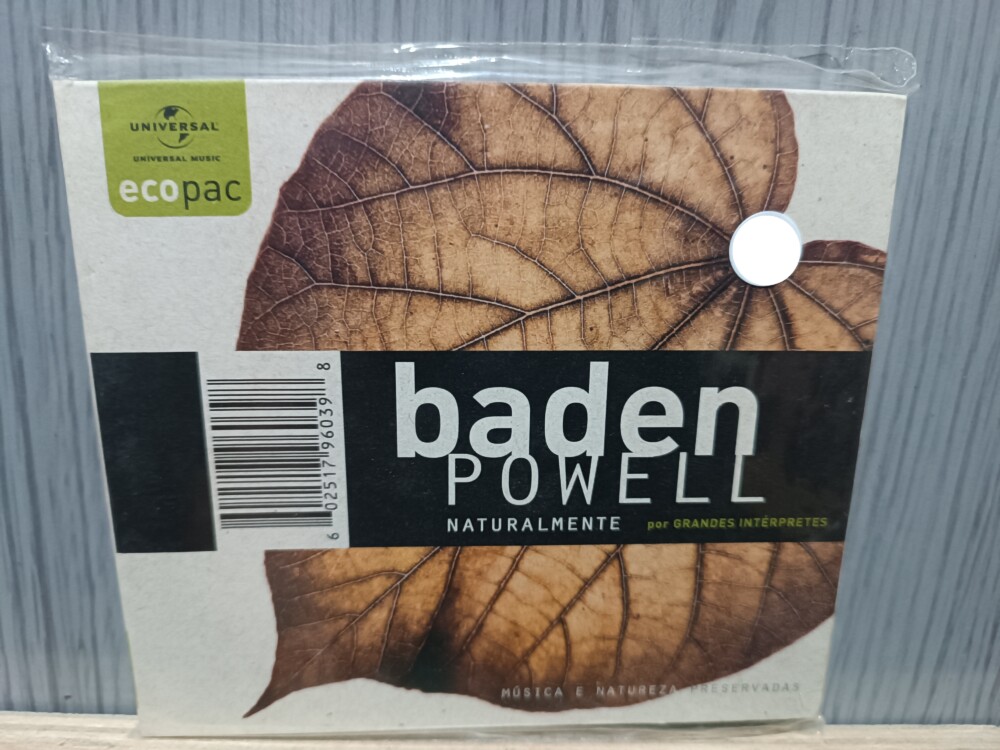 UNIVERSAL
UNIVERSAL MUSIC
ecopac
baden
POWELL
NATURALMENTE por GRANDES INTÉRPRETES
6 02517 96039 8
MÚSICA E NATUREZA PRESERVADAS